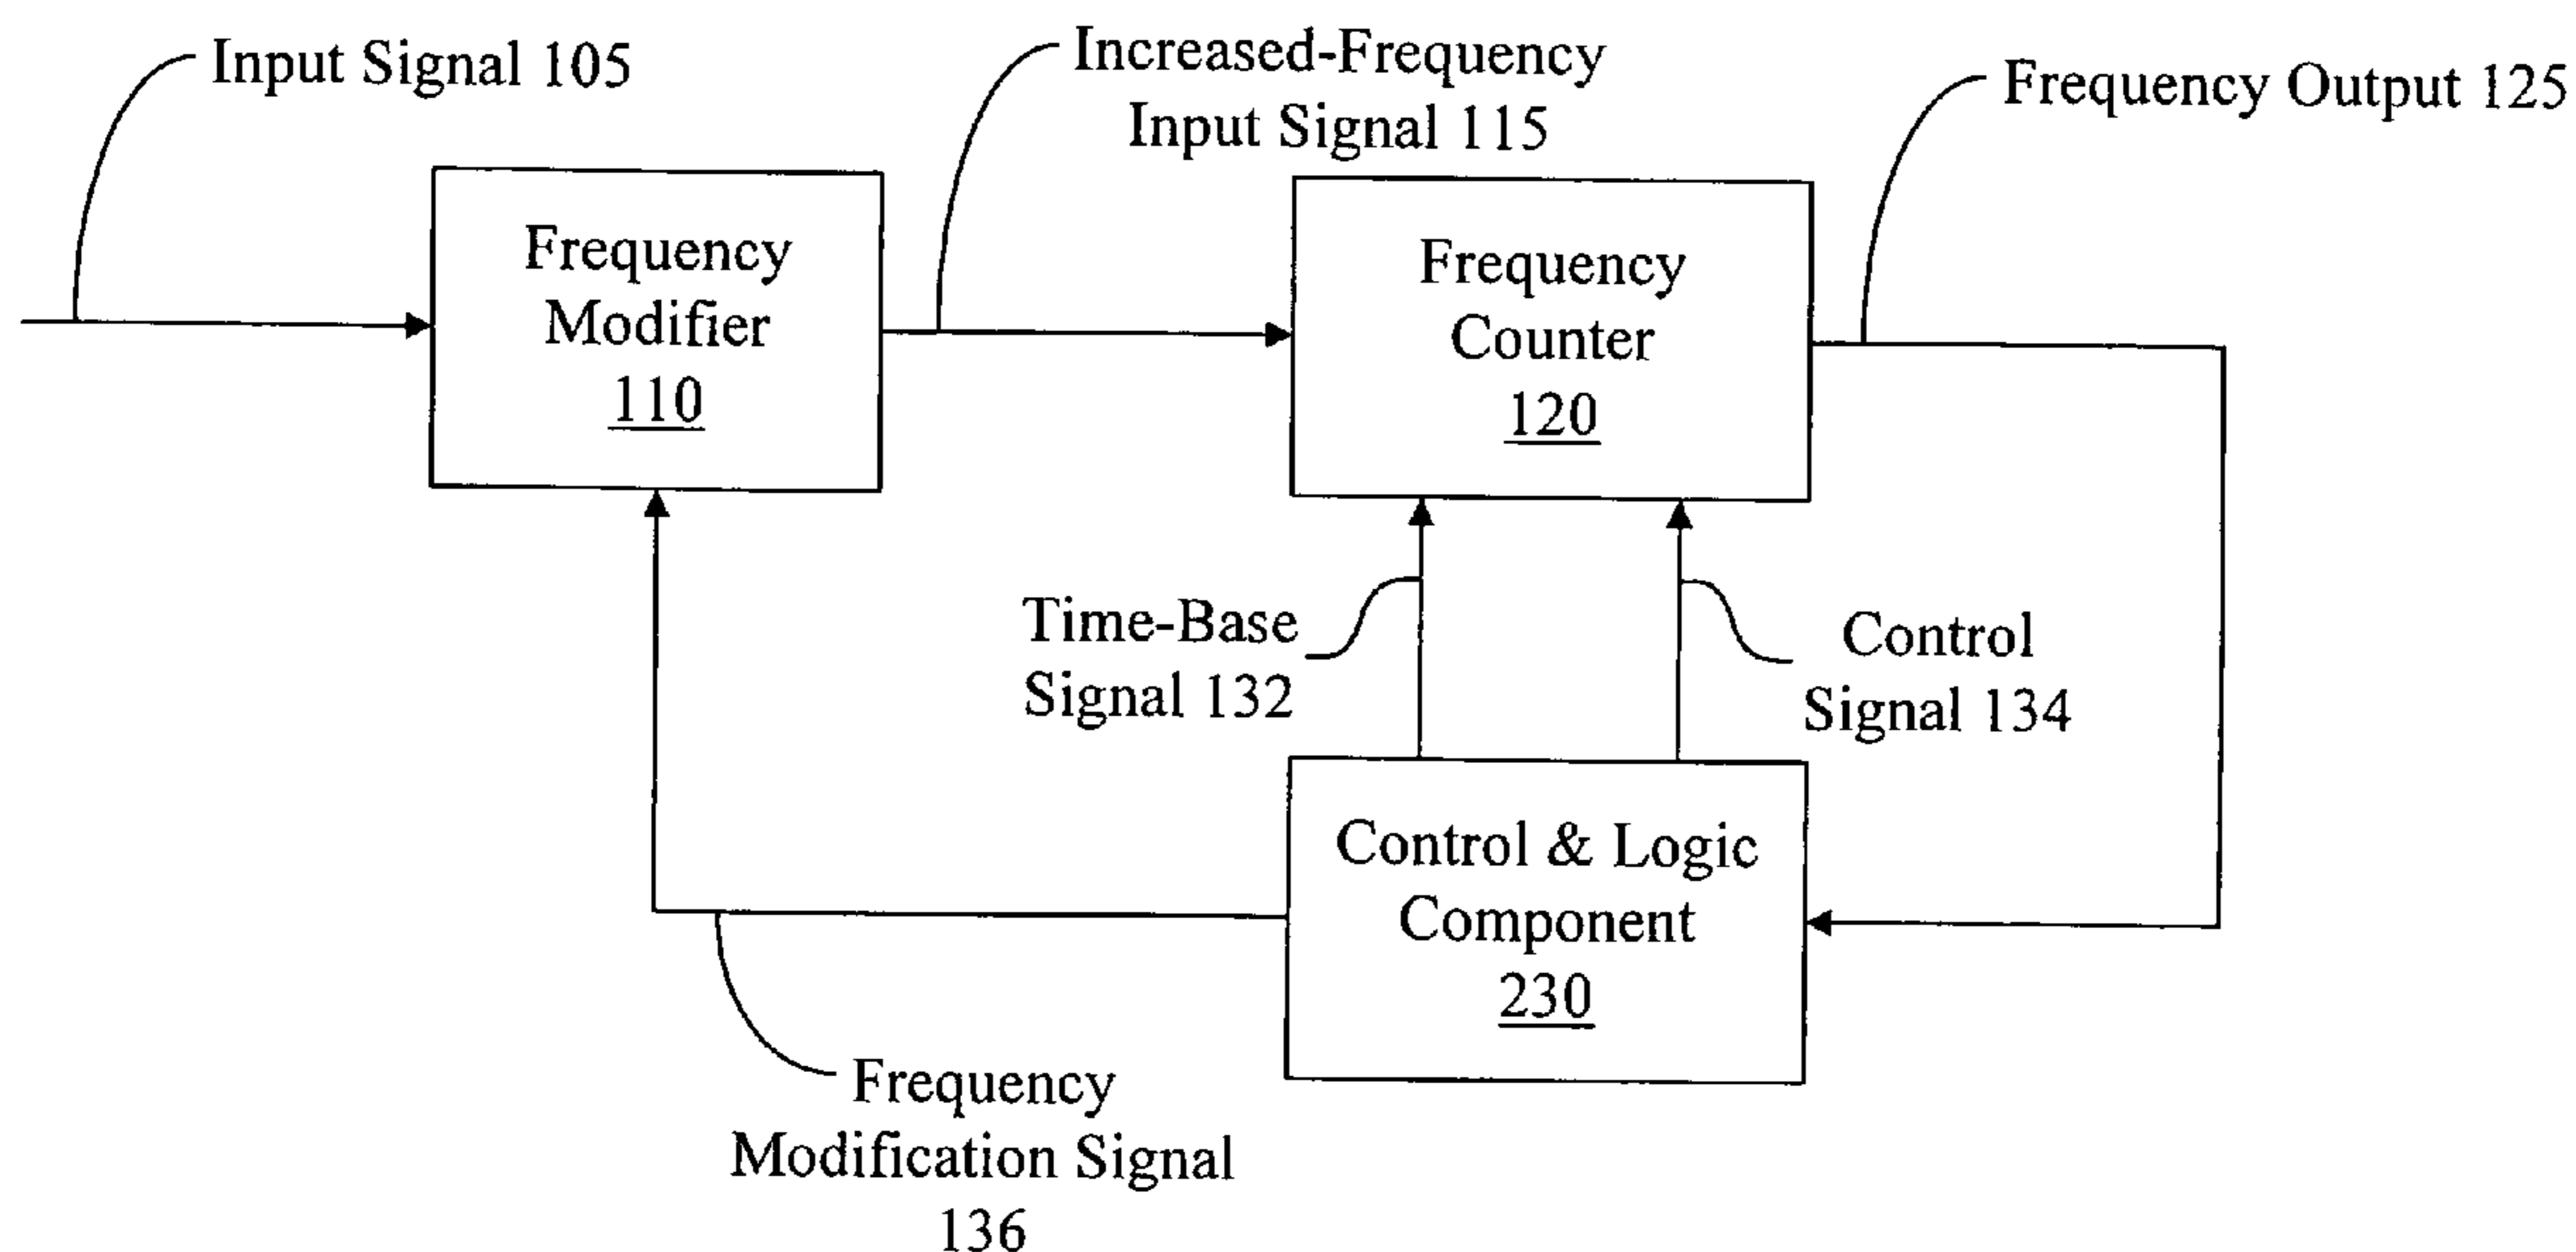 Input Signal 105
Increased-Frequency
Input Signal 115
Frequency Output 125
Frequency
Modifier
110
Frequency
Counter
120
Time-Base
Signal 132
Control
Signal 134
Control & Logic
Component
230
Frequency
Modification Signal
136